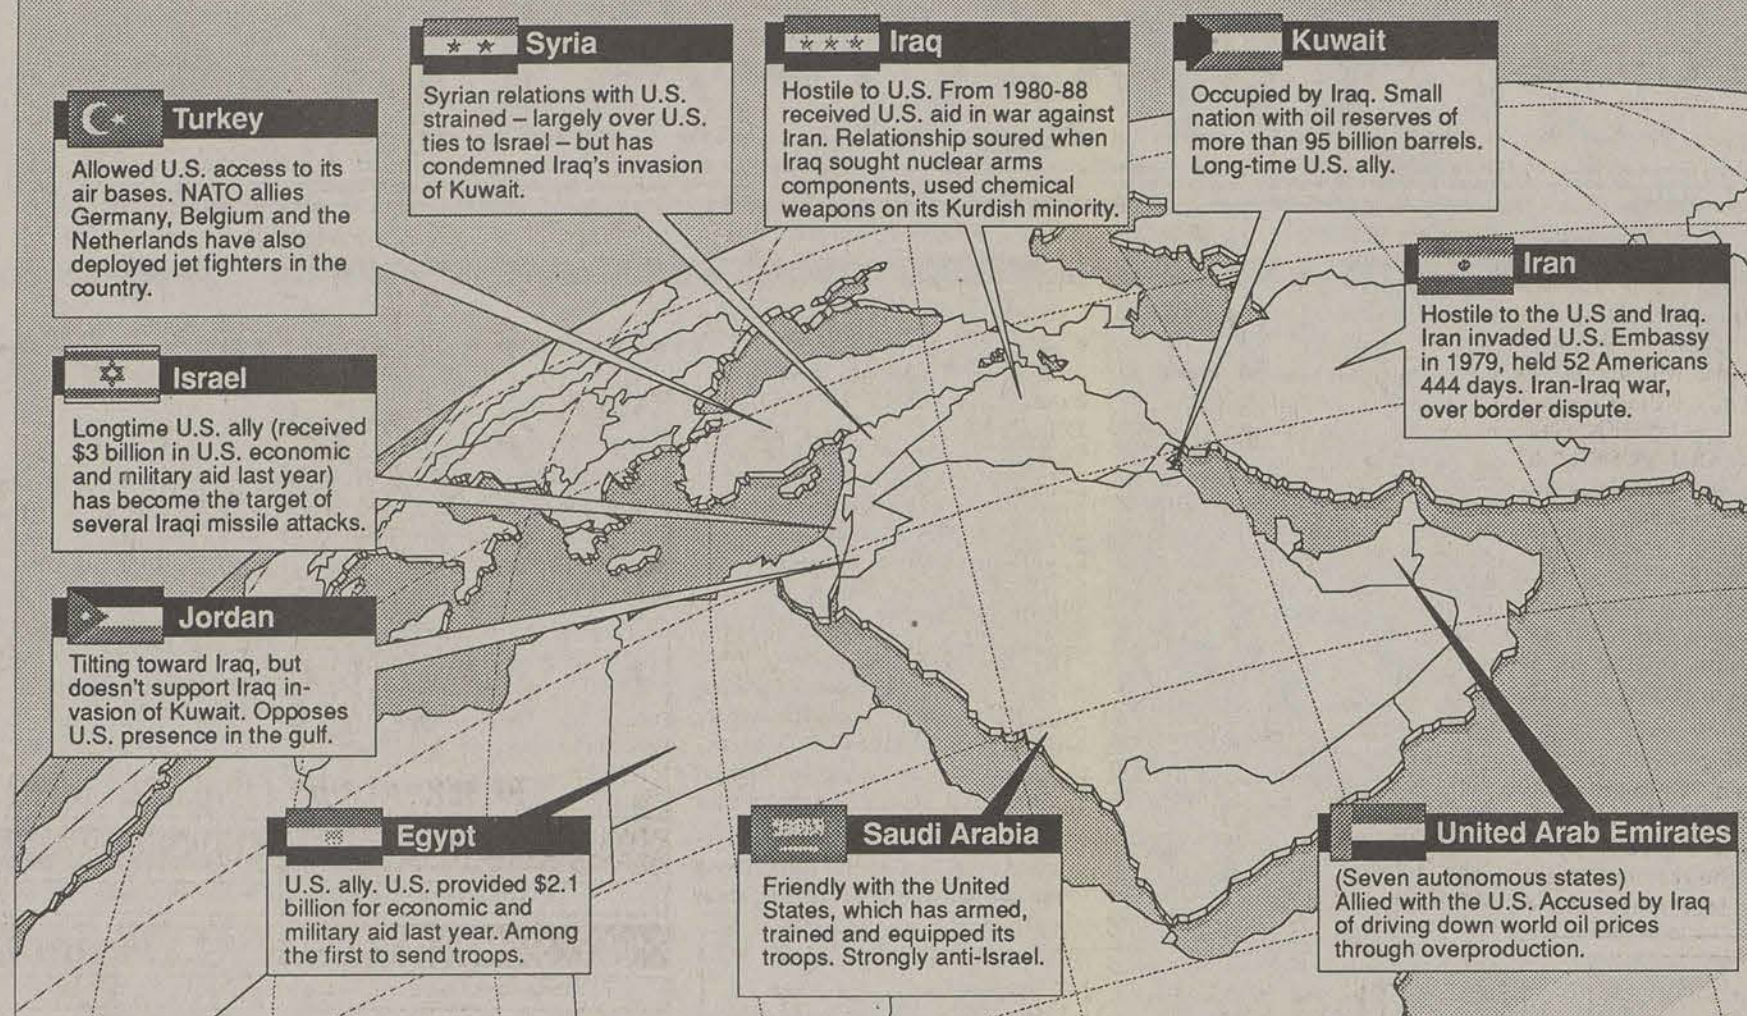 Turkey
Allowed U.S. access to its
air bases. NATO allies
Germany, Belgium and the
Netherlands have also
deployed jet fighters in the
country.
Syria
Syrian relations with U.S.
strained – largely over U.S.
ties to Israel – but has
condemned Iraq's invasion
of Kuwait.
Iraq
Hostile to U.S. From 1980-88
received U.S. aid in war against
Iran. Relationship soured when
Iraq sought nuclear arms
components, used chemical
weapons on its Kurdish minority.
Kuwait
Occupied by Iraq. Small
nation with oil reserves of
more than 95 billion barrels.
Long-time U.S. ally.
Iran
Hostile to the U.S and Iraq.
Iran invaded U.S. Embassy
in 1979, held 52 Americans
444 days. Iran-Iraq war,
over border dispute.
Israel
Longtime U.S. ally (received
$3 billion in U.S. economic
and military aid last year)
has become the target of
several Iraqi missile attacks.
Jordan
Tilting toward Iraq, but
doesn't support Iraq in-
vasion of Kuwait. Opposes
U.S. presence in the gulf.
Egypt
U.S. ally. U.S. provided $2.1
billion for economic and
military aid last year. Among
the first to send troops.
Saudi Arabia
Friendly with the United
States, which has armed,
trained and equipped its
troops. Strongly anti-Israel.
United Arab Emirates
(Seven autonomous states)
Allied with the U.S. Accused by Iraq
of driving down world oil prices
through overproduction.